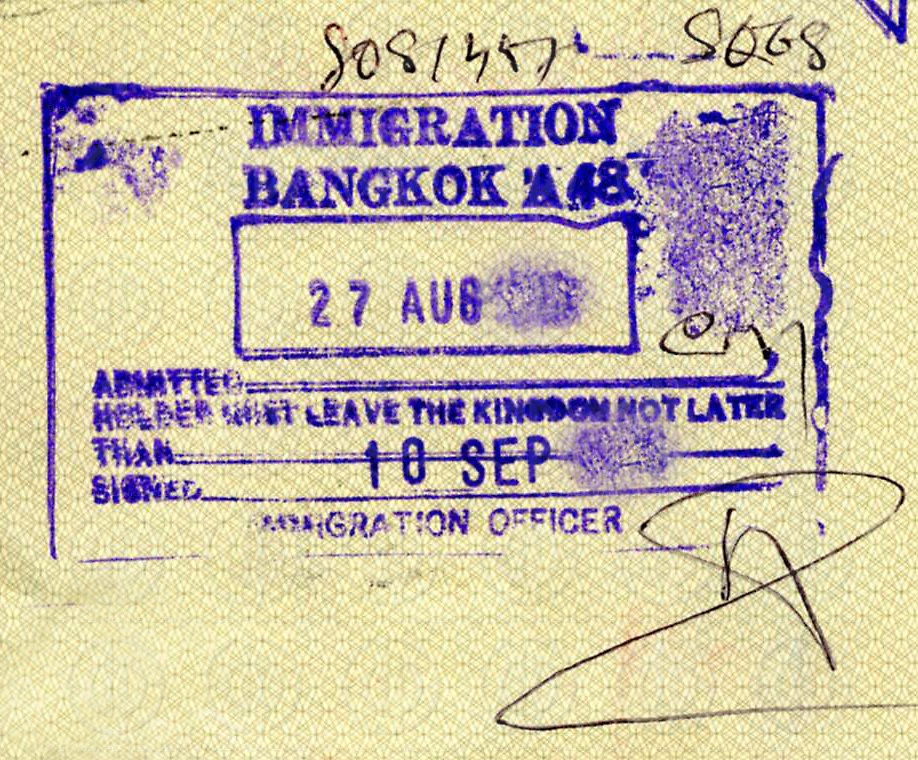 IMMIGRATION
BANGKOK 'A48'
27 AUG
ADMITTED
HOLDER MUST LEAVE THE KINGDOM NOT LATER
THAN 10 SEP
SIGNED
IMMIGRATION OFFICER